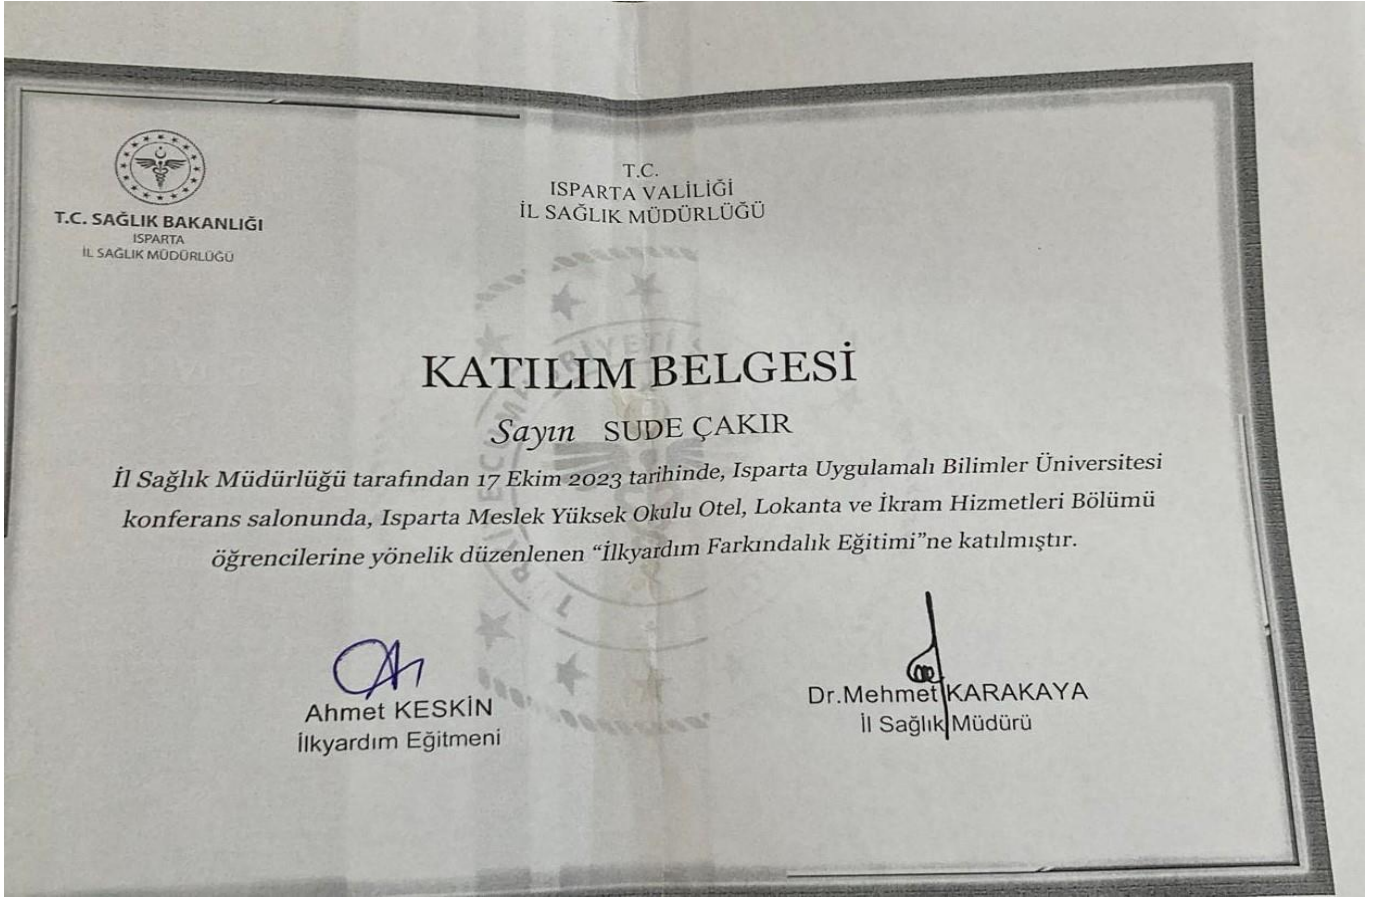 T.C. SAĞLIK BAKANLIĞI
ISPARTA
İL SAĞLIK MÜDÜRLÜĞÜ
T.C.
ISPARTA VALİLİĞİ
İL SAĞLIK MÜDÜRLÜĞÜ
KATILIM BELGESİ
Sayın SUDE ÇAKIR
İl Sağlık Müdürlüğü tarafından 17 Ekim 2023 tarihinde, Isparta Uygulamalı Bilimler Üniversitesi
konferans salonunda, Isparta Meslek Yüksek Okulu Otel, Lokanta ve İkram Hizmetleri Bölümü
öğrencilerine yönelik düzenlenen “İlkyardım Farkındalık Eğitimi”ne katılmıştır.
Ahmet KESKİN
İlkyardım Eğitmeni
Dr.Mehmet KARAKAYA
İl Sağlık Müdürü